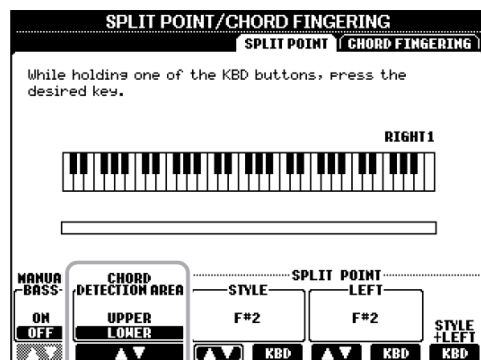 SPLIT POINT/CHORD FINGERING
SPLIT POINT CHORD FINGERING
While holding one of the KBD buttons, press the
desired key.
RIGHT1
MANUA
BASS
ON
OFF
CHORD
DETECTION AREA
UPPER
LOWER
SPLIT POINT
STYLE
F#2
KBD
LEFT
F#2
KBD
STYLE
+LEFT
KBD